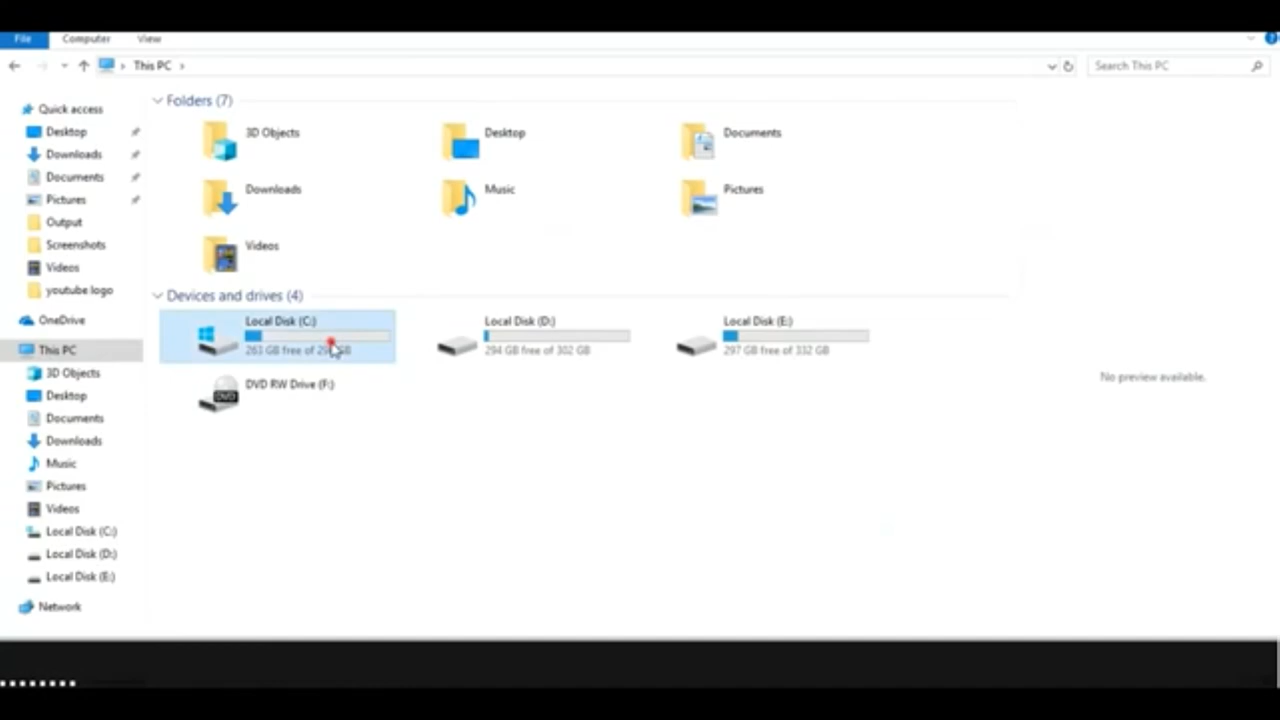 File Computer View
This PC
Search This PC
Quick access
Desktop
Downloads
Documents
Pictures
Output
Screenshots
Videos
youtube logo
OneDrive
This PC
3D Objects
Desktop
Documents
Downloads
Music
Pictures
Videos
Local Disk (C:)
Local Disk (D:)
Local Disk (E:)
Network
Folders (7)
3D Objects
Desktop
Documents
Downloads
Music
Pictures
Videos
Devices and drives (4)
Local Disk (C:)
263 GB free of GB
Local Disk (D:)
294 GB free of 302 GB
Local Disk (E:)
297 GB free of 332 GB
DVD RW Drive (F:)
DVD
No preview available.